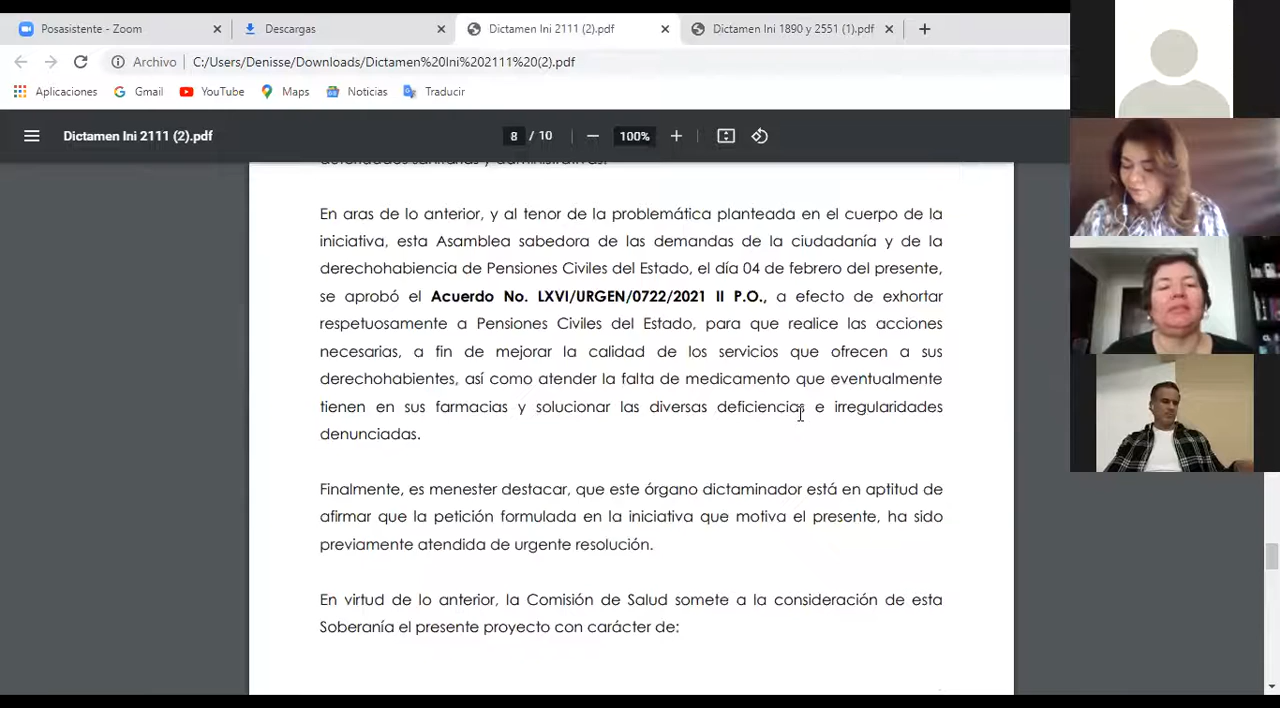 Posasistente - Zoom
Descargas
Dictamen Ini 2111 (2).pdf
Dictamen Ini 1890 y 2551 (1).pdf
Archivo
C:/Users/Denisse/Downloads/Dictamen%20Ini%202111%20(2).pdf
Aplicaciones
Gmail
YouTube
Maps
Noticias
Traducir
Dictamen Ini 2111 (2).pdf
8 / 10
100%
autoridades sanitarias y administrativas.
En aras de lo anterior, y al tenor de la problemática planteada en el cuerpo de la
iniciativa, esta Asamblea sabedora de las demandas de la ciudadanía y de la
derechohabiencia de Pensiones Civiles del Estado, el día 04 de febrero del presente,
se aprobó el Acuerdo No. LXVI/URGEN/0722/2021 II P.O., a efecto de exhortar
respetuosamente a Pensiones Civiles del Estado, para que realice las acciones
necesarias, a fin de mejorar la calidad de los servicios que ofrecen a sus
derechohabientes, así como atender la falta de medicamento que eventualmente
tienen en sus farmacias y solucionar las diversas deficiencias e irregularidades
denunciadas.
Finalmente, es menester destacar, que este órgano dictaminador está en aptitud de
afirmar que la petición formulada en la iniciativa que motiva el presente, ha sido
previamente atendida de urgente resolución.
En virtud de lo anterior, la Comisión de Salud somete a la consideración de esta
Soberanía el presente proyecto con carácter de: